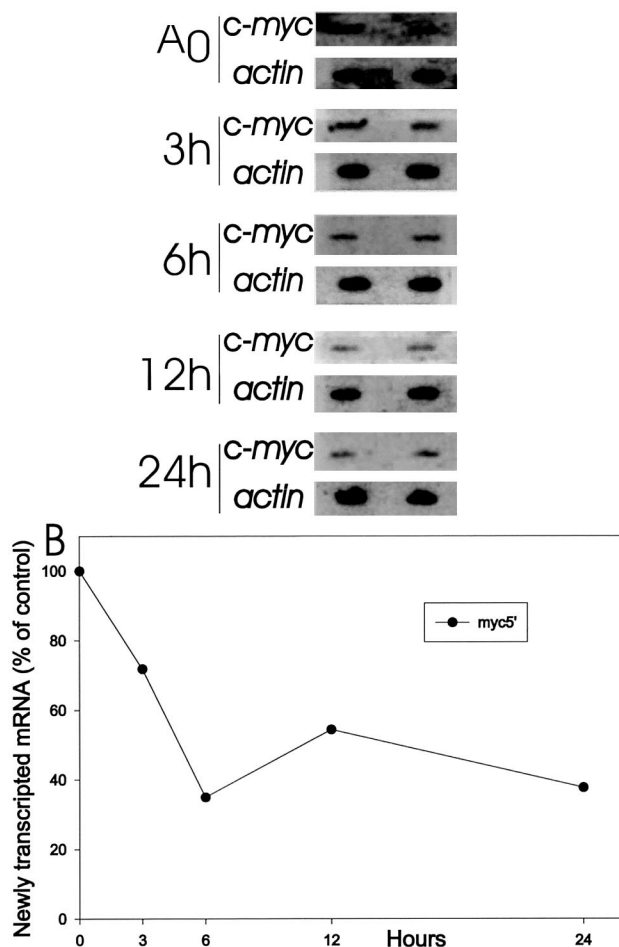 A
c-myc
0
actin
c-myc
3h
actin
c-myc
6h
actin
c-myc
12h
actin
c-myc
24h
actin
B
Newly transcripted mRNA (% of control)
100
80
60
40
20
0
myc5'
0 3 6 12 24
Hours